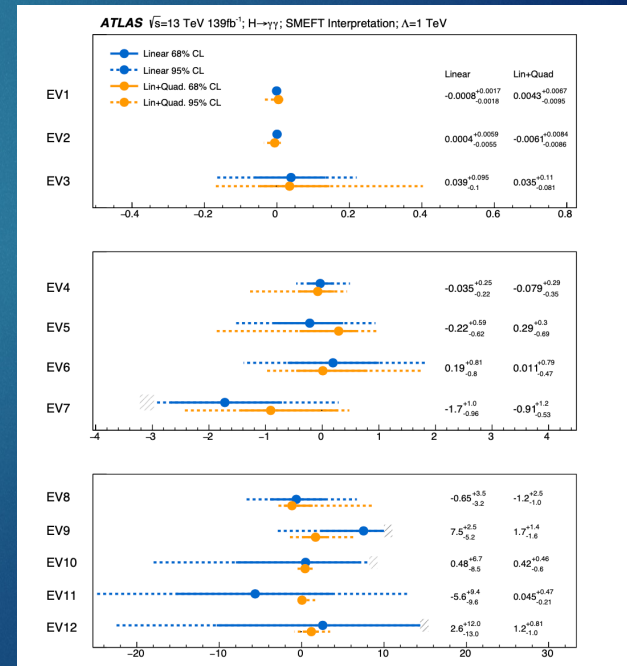 ATLAS √s=13 TeV 139fb⁻¹; H→γγ; SMEFT Interpretation; Λ=1 TeV
Linear 68% CL
Linear 95% CL
Lin+Quad. 68% CL
Lin+Quad. 95% CL
Linear Lin+Quad.
EV1 -0.0008 +0.0017 -0.0018 0.0043 +0.0067 -0.0095
EV2 0.0004 +0.0059 -0.0055 -0.0061 +0.0084 -0.0086
EV3 0.039 +0.095 -0.1 0.035 +0.11 -0.081
−0.4 −0.2 0 0.2 0.4 0.6 0.8
EV4 -0.035 +0.25 -0.22 -0.079 +0.29 -0.35
EV5 -0.22 +0.59 -0.62 0.29 +0.3 -0.69
EV6 0.19 +0.81 -0.8 0.011 +0.79 -0.47
EV7 -1.7 +1.0 -0.96 -0.91 +1.2 -0.53
−4 −3 −2 −1 0 1 2 3 4
EV8 -0.65 +3.5 -3.2 -1.2 +2.5 -1.0
EV9 7.5 +2.5 -5.2 1.7 +1.4 -1.6
EV10 0.48 +6.7 -8.5 0.42 +0.46 -0.6
EV11 -5.6 +9.4 -9.6 0.045 +0.47 -0.21
EV12 2.6 +12.0 -13.0 1.2 +0.81 -1.0
−20 −10 0 10 20 30